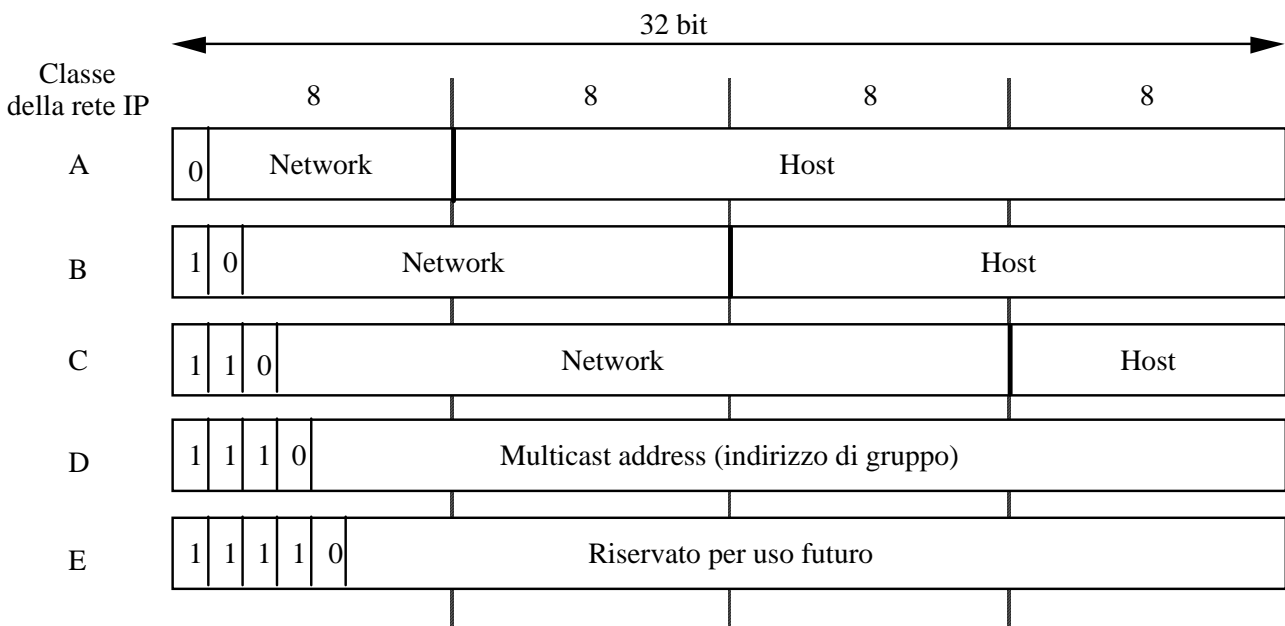 32 bit
Classe
della rete IP
8 8 8 8
A 0 Network Host
B 1 0 Network Host
C 1 1 0 Network Host
D 1 1 1 0 Multicast address (indirizzo di gruppo)
E 1 1 1 1 0 Riservato per uso futuro